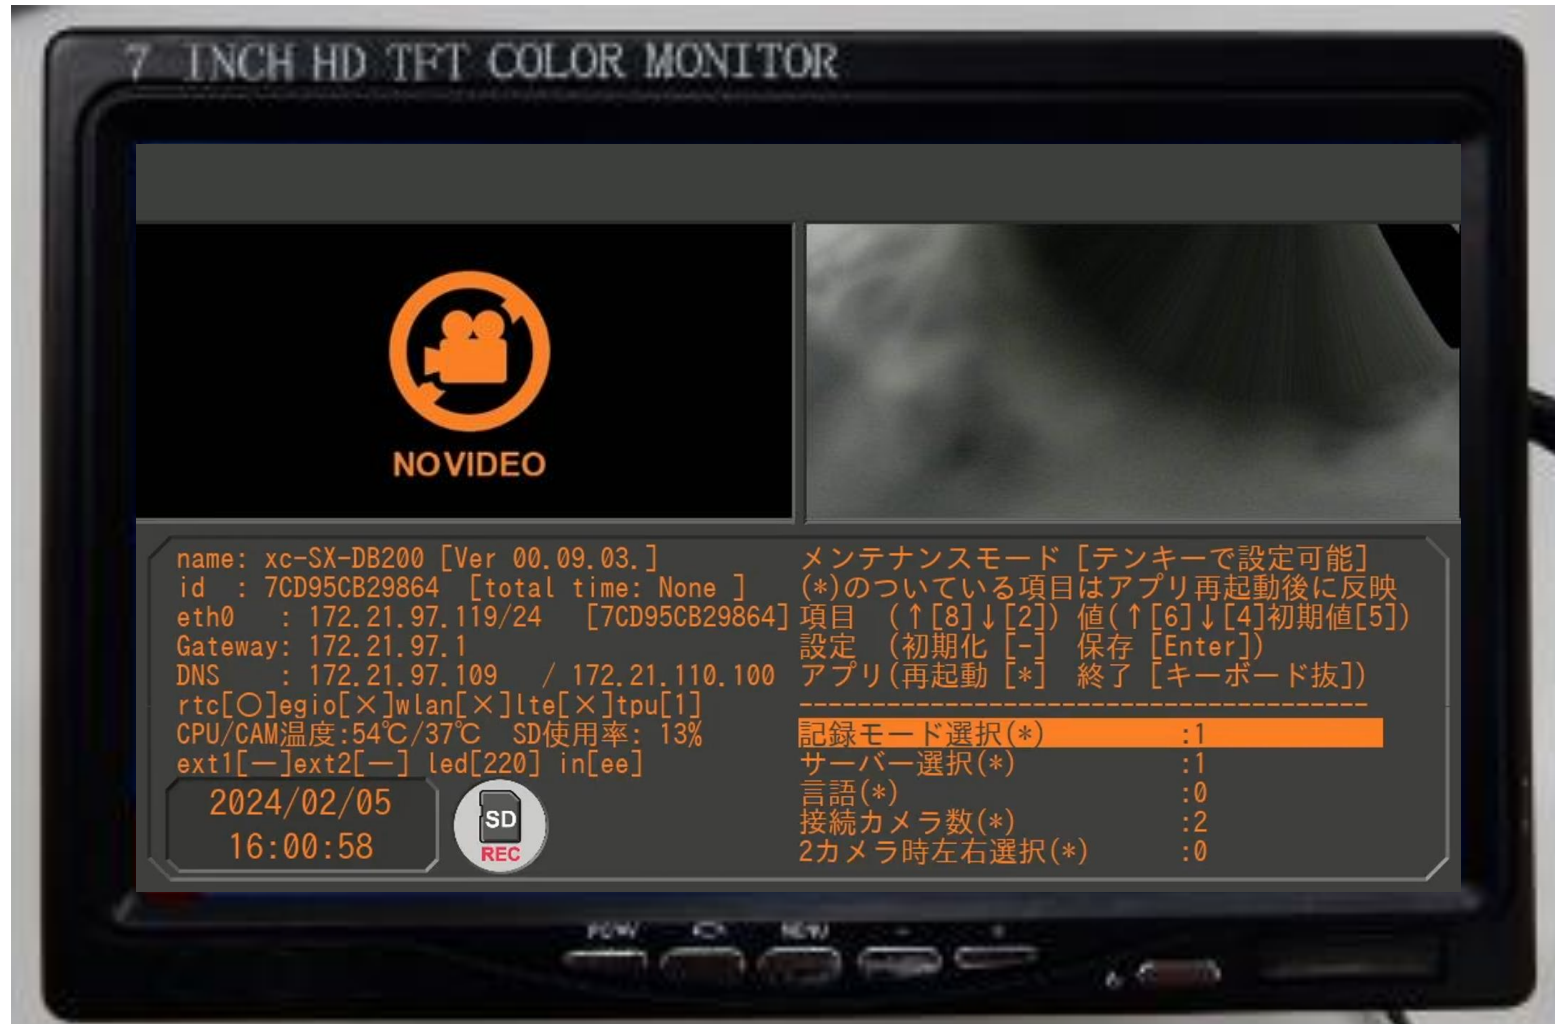 7 INCH HD TFT COLOR MONITOR
NO VIDEO
name: xc-SX-DB200 [Ver 00.09.03.]
id : 7CD95CB29864 [total time: None ]
eth0 : 172.21.97.119/24 [7CD95CB29864]
Gateway: 172.21.97.1
DNS : 172.21.97.109 / 172.21.110.100
rtc[○]egio[×]wlan[×]lte[×]tpu[1]
CPU/CAM温度:54℃/37℃ SD使用率: 13%
ext1[—]ext2[—] led[220] in[ee]
2024/02/05
16:00:58
SD
REC
メンテナンスモード [テンキーで設定可能]
(*)のついている項目はアプリ再起動後に反映
項目 (↑[8]↓[2]) 値(↑[6]↓[4]初期値[5])
設定 (初期化 [-] 保存 [Enter])
アプリ(再起動 [*] 終了 [キーボード抜])
---------------------------------------
記録モード選択(*) :1
サーバー選択(*) :1
言語(*) :0
接続カメラ数(*) :2
2カメラ時左右選択(*) :0
MENU